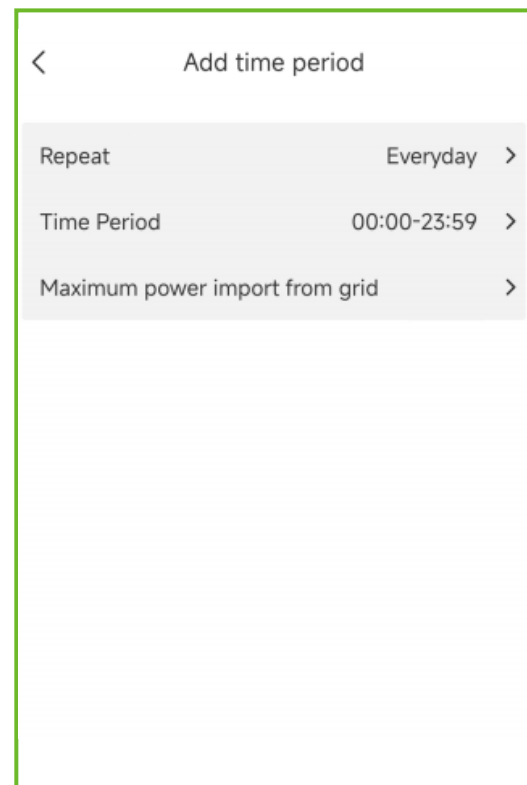 Add time period
Repeat Everyday
Time Period 00:00-23:59
Maximum power import from grid